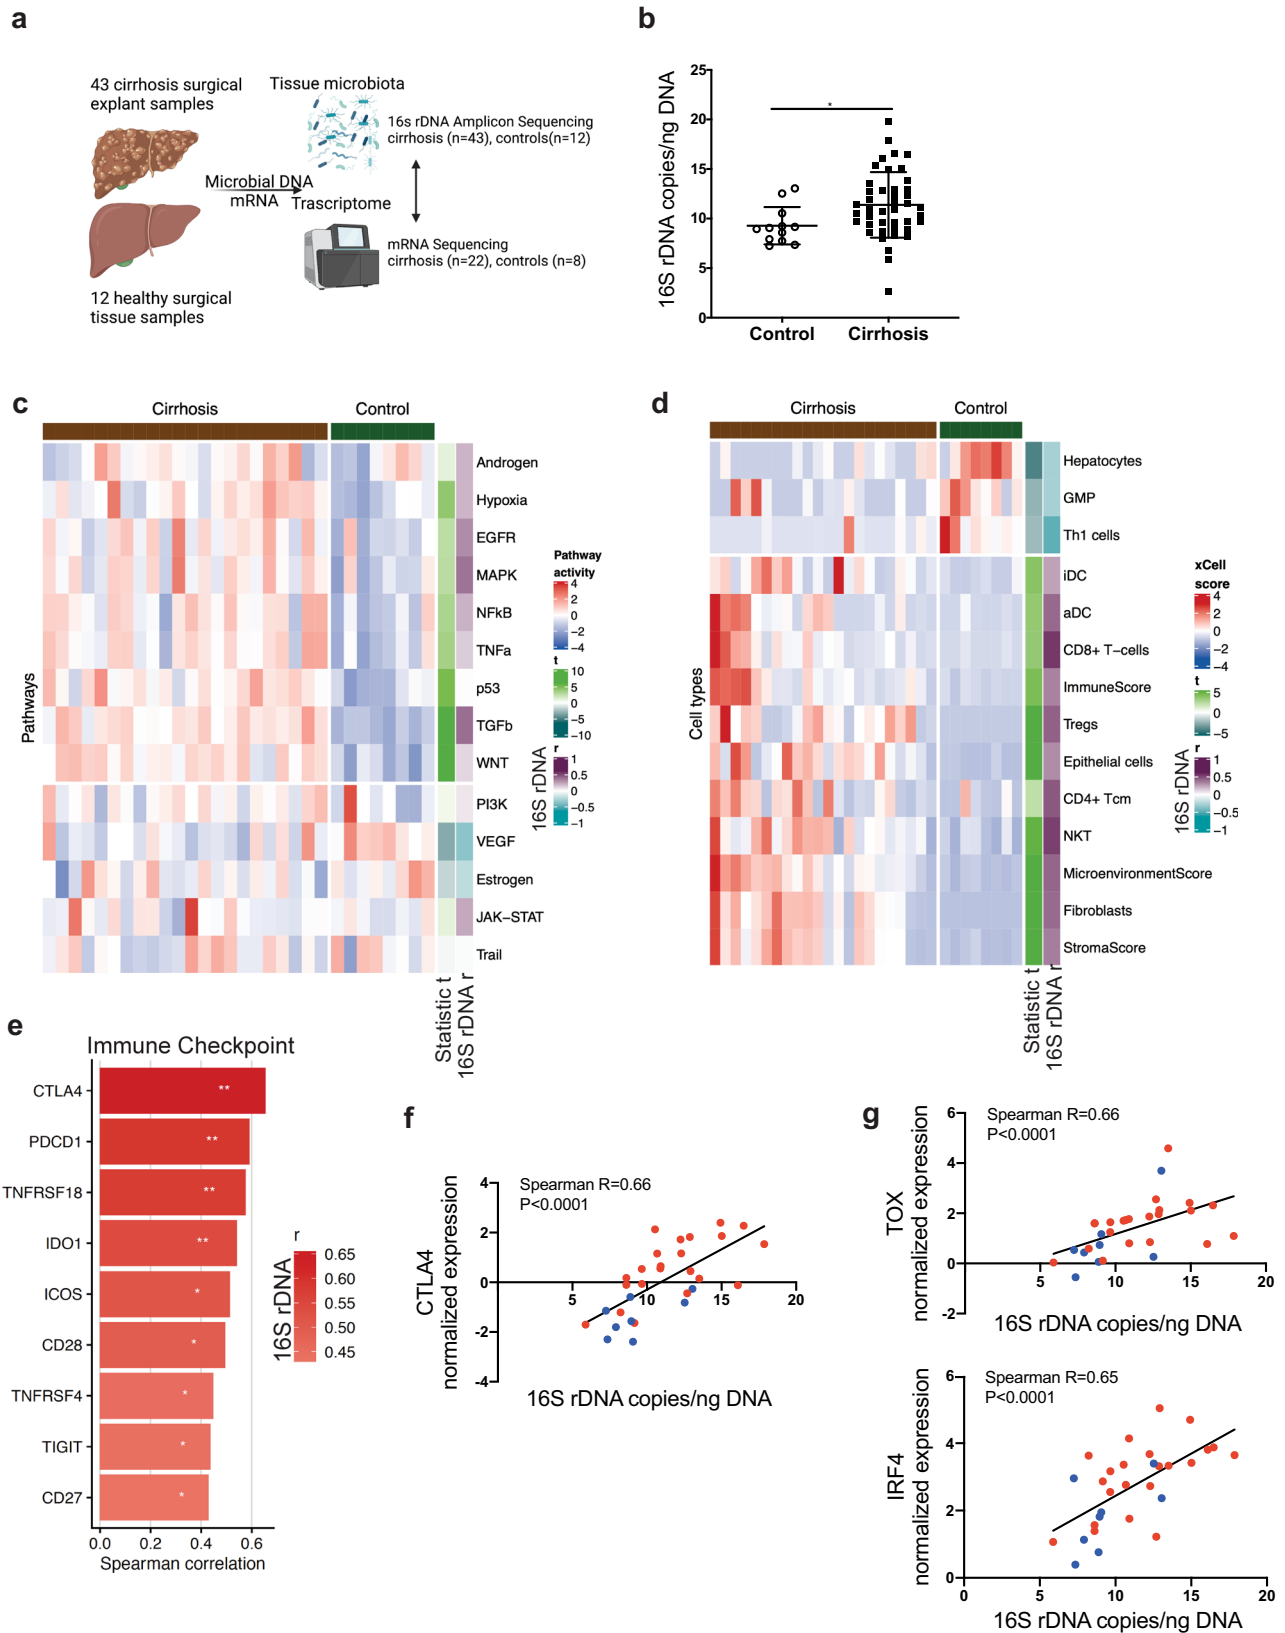 a
43 cirrhosis surgical
explant samples
Tissue microbiota
16s rDNA Amplicon Sequencing
cirrhosis (n=43), controls(n=12)
Microbial DNA
mRNA
Trascriptome
mRNA Sequencing
cirrhosis (n=22), controls (n=8)
12 healthy surgical
tissue samples
b
16S rDNA copies/ng DNA
25
20
15
10
5
0
*
Control
Cirrhosis
c
Cirrhosis
Control
Pathways
Androgen
Hypoxia
EGFR
MAPK
NFkB
TNFa
p53
TGFb
WNT
PI3K
VEGF
Estrogen
JAK−STAT
Trail
Statistic t
16S rDNA r
Pathway
activity
4
2
0
−2
−4
t
10
5
0
−5
−10
16S rDNA
r
1
0.5
0
−0.5
−1
d
Cirrhosis
Control
Cell types
Hepatocytes
GMP
Th1 cells
iDC
aDC
CD8+ T−cells
ImmuneScore
Tregs
Epithelial cells
CD4+ Tcm
NKT
MicroenvironmentScore
Fibroblasts
StromaScore
Statistic t
16S rDNA r
xCell
score
4
2
0
−2
−4
t
5
0
−5
16S rDNA
r
1
0.5
0
−0.5
−1
e
Immune Checkpoint
CTLA4
**
PDCD1
**
TNFRSF18
**
IDO1
**
ICOS
*
CD28
*
TNFRSF4
*
TIGIT
*
CD27
*
0.0
0.2
0.4
0.6
Spearman correlation
16S rDNA
r
0.65
0.60
0.55
0.50
0.45
f
Spearman R=0.66
P<0.0001
CTLA4
normalized expression
4
2
0
-2
-4
5
10
15
20
16S rDNA copies/ng DNA
g
Spearman R=0.66
P<0.0001
TOX
normalized expression
6
4
2
0
-2
5
10
15
20
16S rDNA copies/ng DNA
Spearman R=0.65
P<0.0001
IRF4
normalized expression
6
4
2
0
0
5
10
15
20
16S rDNA copies/ng DNA